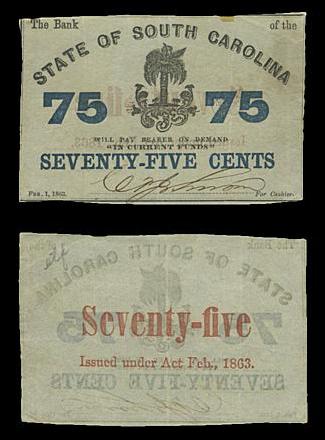 The Bank of the
STATE OF SOUTH CAROLINA
75 75
WILL PAY BEARER ON DEMAND
"IN CURRENT FUNDS"
SEVENTY-FIVE CENTS
FEB. 1, 1863. For Cashier.
Seventy-five
Issued under Act Feb., 1863.